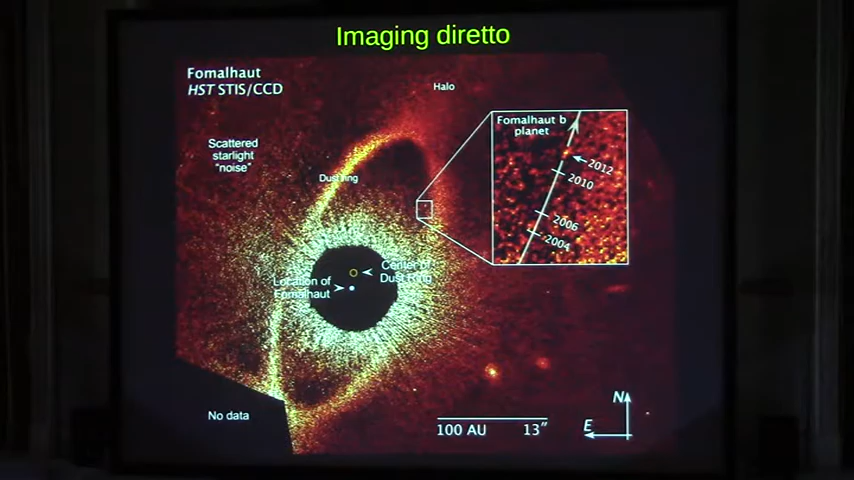 Imaging diretto
Fomalhaut
HST STIS/CCD
Halo
Scattered
starlight
"noise"
Dust ring
Fomalhaut b
planet
2012
2010
2006
2004
Center of
Dust Ring
Location of
Fomalhaut
No data
100 AU 13"
N
E